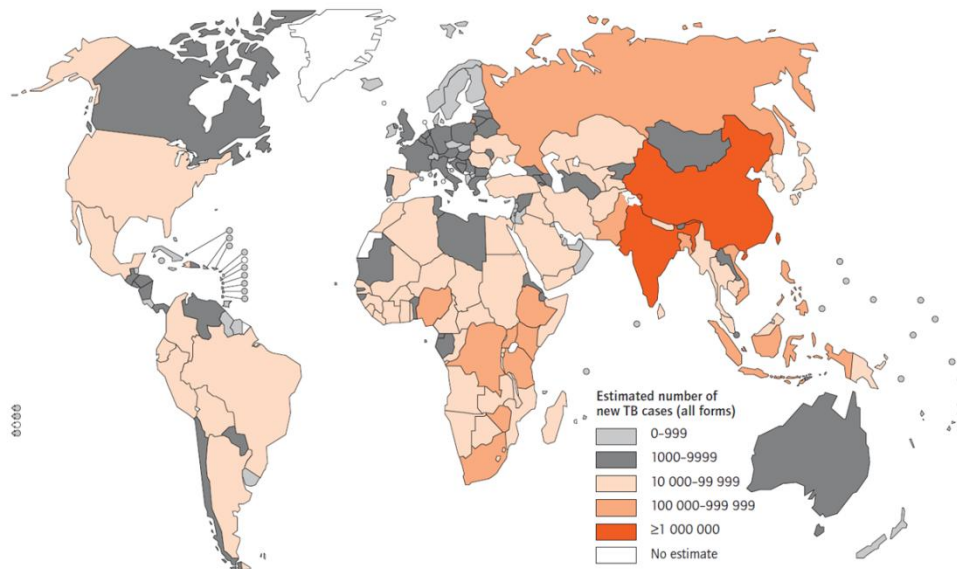 Estimated number of
new TB cases (all forms)
0–999
1000–9999
10 000–99 999
100 000–999 999
≥1 000 000
No estimate